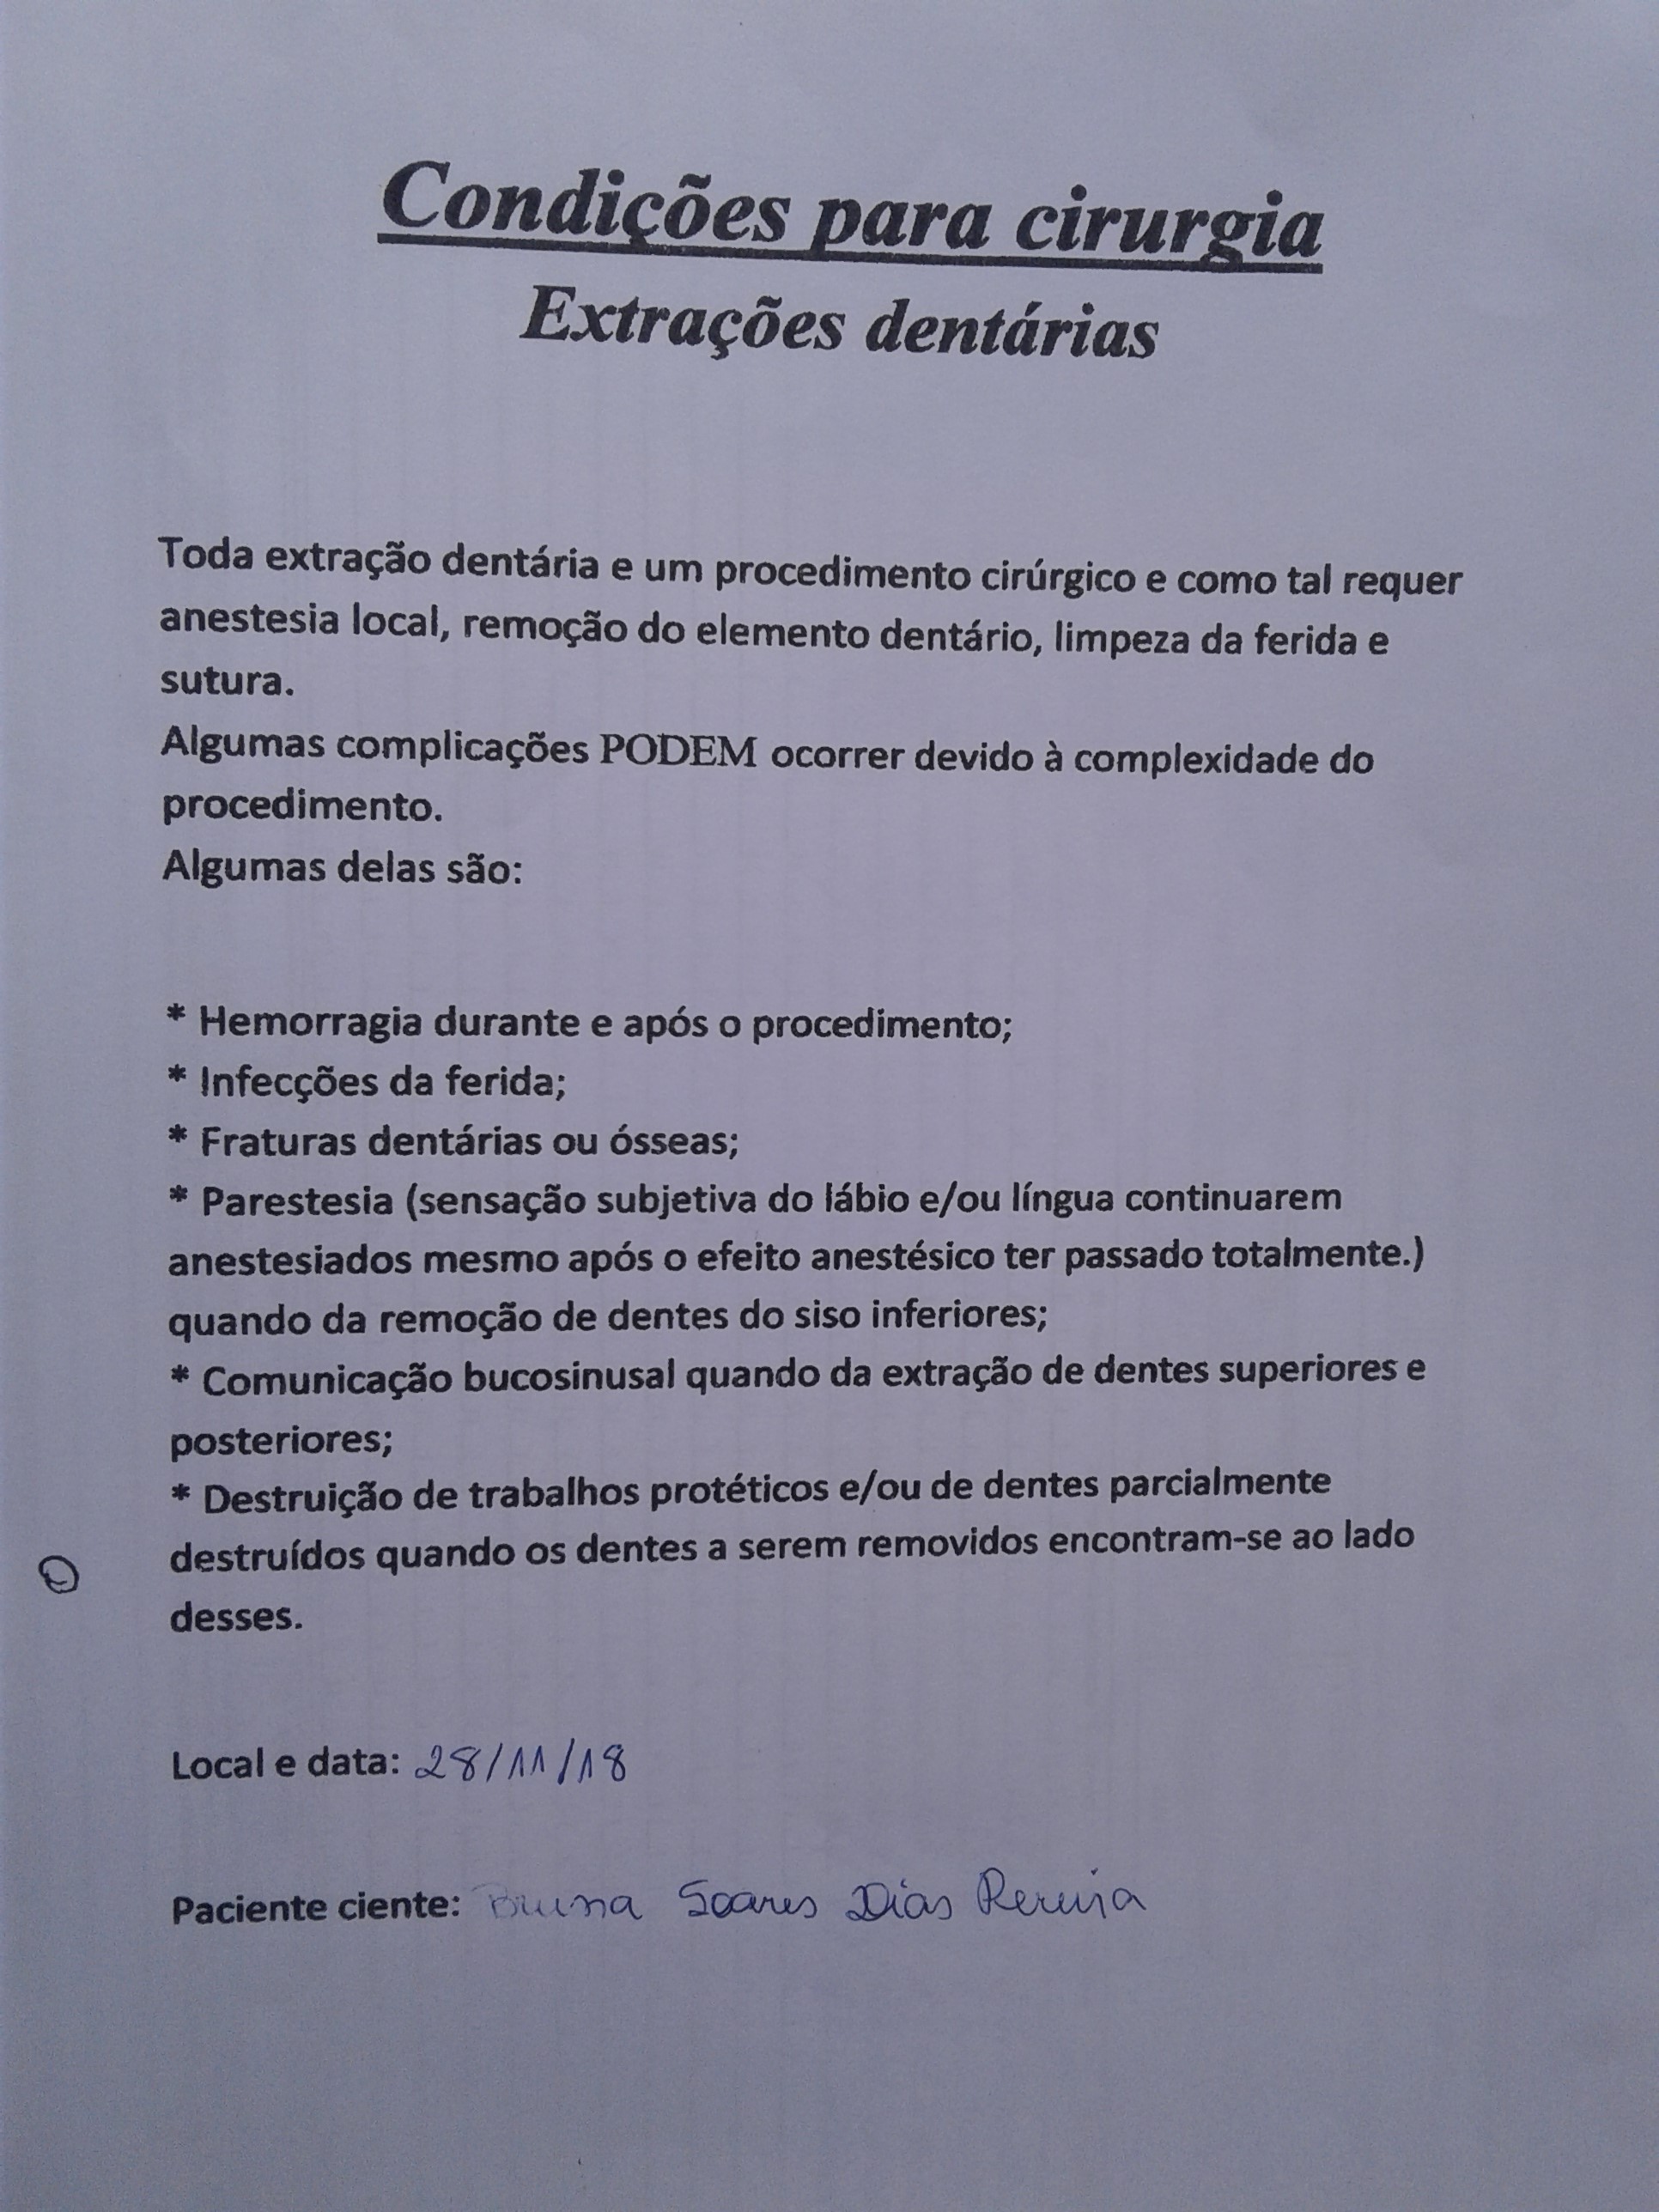 Condições para cirurgia
Extrações dentárias
Toda extração dentária e um procedimento cirúrgico e como tal requer
anestesia local, remoção do elemento dentário, limpeza da ferida e
sutura.
Algumas complicações PODEM ocorrer devido à complexidade do
procedimento.
Algumas delas são:
* Hemorragia durante e após o procedimento;
* Infecções da ferida;
* Fraturas dentárias ou ósseas;
* Parestesia (sensação subjetiva do lábio e/ou língua continuarem
anestesiados mesmo após o efeito anestésico ter passado totalmente.)
quando da remoção de dentes do siso inferiores;
* Comunicação bucosinusal quando da extração de dentes superiores e
posteriores;
* Destruição de trabalhos protéticos e/ou de dentes parcialmente
destruídos quando os dentes a serem removidos encontram-se ao lado
desses.
Local e data: 28/11/18
Paciente ciente: Bruna Soares Dias Pereira